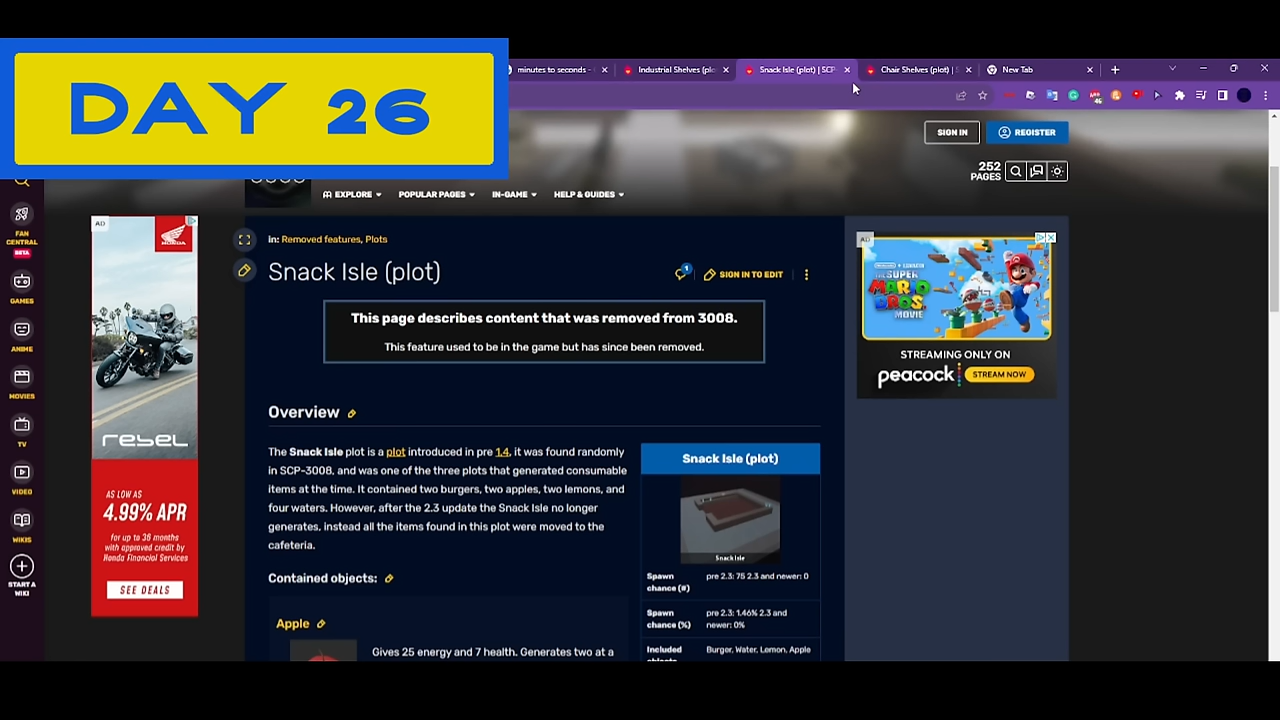 DAY 26
minutes to seconds -
Industrial Shelves (plo
Snack Isle (plot) | SCP
Chair Shelves (plot) | S
New Tab
SIGN IN
REGISTER
252
PAGES
EXPLORE
POPULAR PAGES
IN-GAME
HELP & GUIDES
FAN
CENTRAL
BETA
GAMES
ANIME
MOVIES
TV
VIDEO
WIKIS
START A
WIKI
AD
HONDA
rebel
AS LOW AS
4.99% APR
for up to 36 months
with approved credit by
Honda Financial Services
SEE DEALS
in: Removed features, Plots
Snack Isle (plot)
1
SIGN IN TO EDIT
This page describes content that was removed from 3008.
This feature used to be in the game but has since been removed.
Overview
The Snack Isle plot is a plot introduced in pre 1.4, it was found randomly
in SCP-3008, and was one of the three plots that generated consumable
items at the time. It contained two burgers, two apples, two lemons, and
four waters. However, after the 2.3 update the Snack Isle no longer
generates, instead all the items found in this plot were moved to the
cafeteria.
Contained objects:
Apple
Gives 25 energy and 7 health. Generates two at a
Snack Isle (plot)
Snack Isle
Spawn
chance (#)
pre 2.3: 75 2.3 and newer: 0
Spawn
chance (%)
pre 2.3: 1.46% 2.3 and
newer: 0%
Included
objects
Burger, Water, Lemon, Apple
AD
THE SUPER
MARIO
BROS.
MOVIE
STREAMING ONLY ON
peacock
STREAM NOW